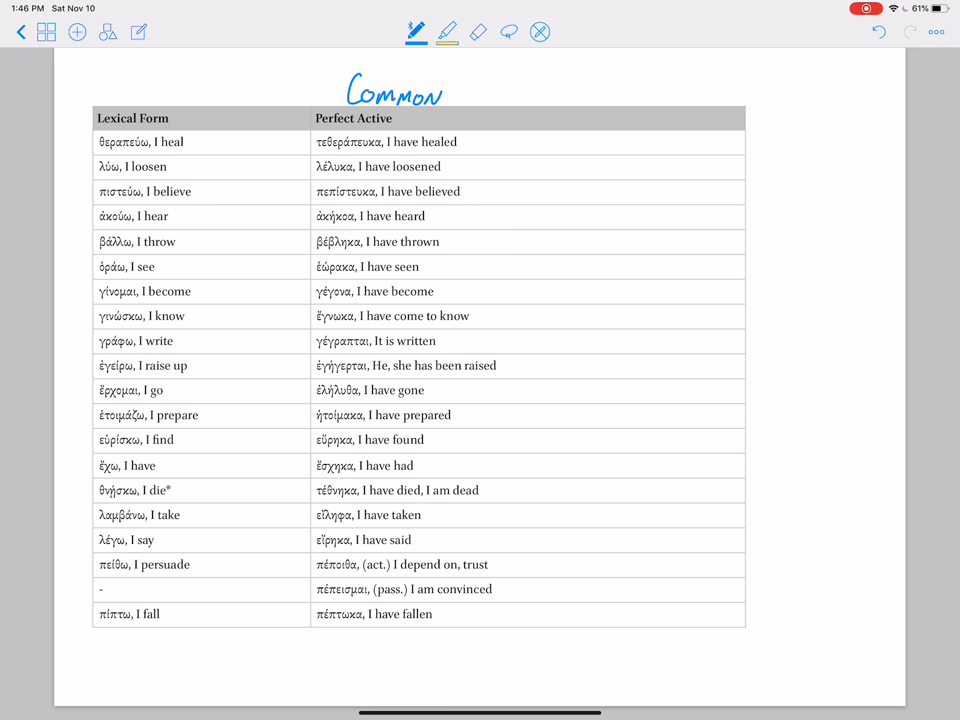 1:46 PM Sat Nov 10 61%
Common
Lexical Form Perfect Active
θεραπεύω, I heal τεθεράπευκα, I have healed
λύω, I loosen λέλυκα, I have loosened
πιστεύω, I believe πεπίστευκα, I have believed
ἀκούω, I hear ἀκήκοα, I have heard
βάλλω, I throw βέβληκα, I have thrown
ὁράω, I see ἑώρακα, I have seen
γίνομαι, I become γέγονα, I have become
γινώσκω, I know ἔγνωκα, I have come to know
γράφω, I write γέγραπται, It is written
ἐγείρω, I raise up ἐγήγερται, He, she has been raised
ἔρχομαι, I go ἐλήλυθα, I have gone
ἑτοιμάζω, I prepare ἡτοίμακα, I have prepared
εὑρίσκω, I find εὕρηκα, I have found
ἔχω, I have ἔσχηκα, I have had
θνῄσκω, I die* τέθνηκα, I have died, I am dead
λαμβάνω, I take εἴληφα, I have taken
λέγω, I say εἴρηκα, I have said
πείθω, I persuade πέποιθα, (act.) I depend on, trust
- πέπεισμαι, (pass.) I am convinced
πίπτω, I fall πέπτωκα, I have fallen